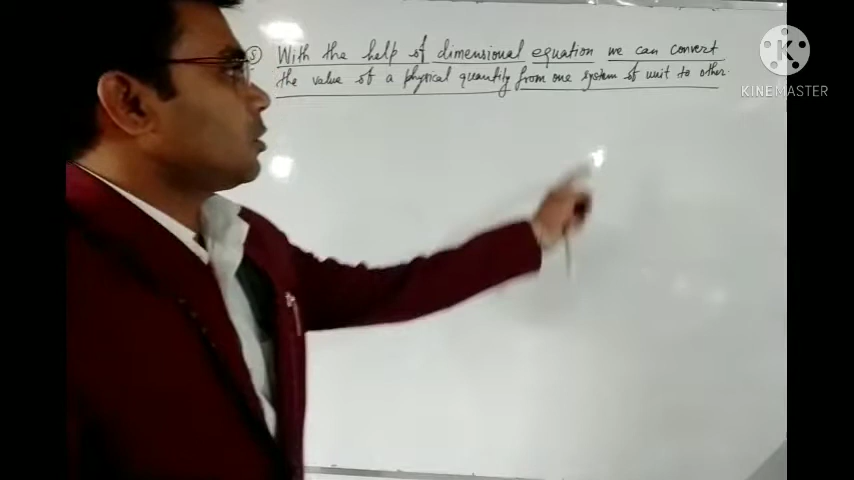 5) With the help of dimensional equation we can convert
the value of a physical quantity from one system of unit to other.
KINEMASTER